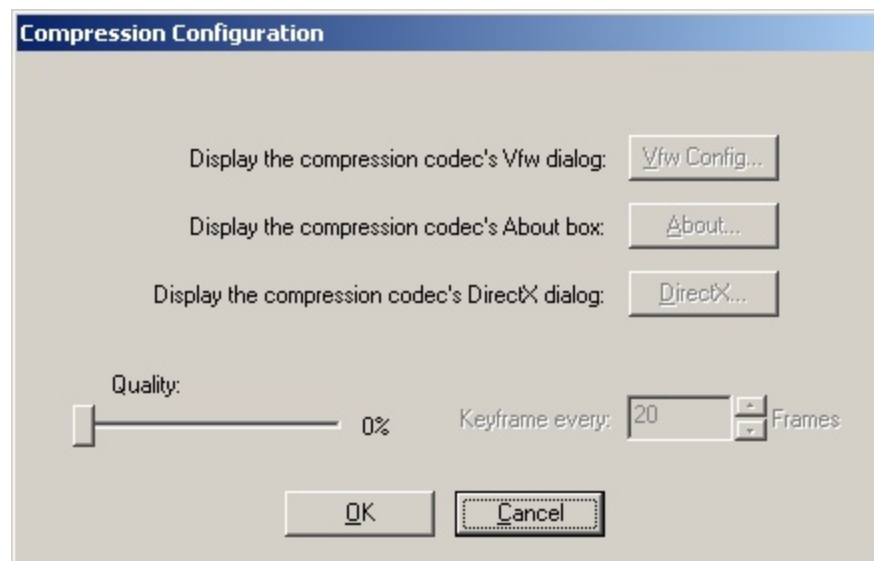 Compression Configuration
Display the compression codec's Vfw dialog: Vfw Config...
Display the compression codec's About box: About...
Display the compression codec's DirectX dialog: DirectX...
Quality:
0% Keyframe every: 20 Frames
OK Cancel